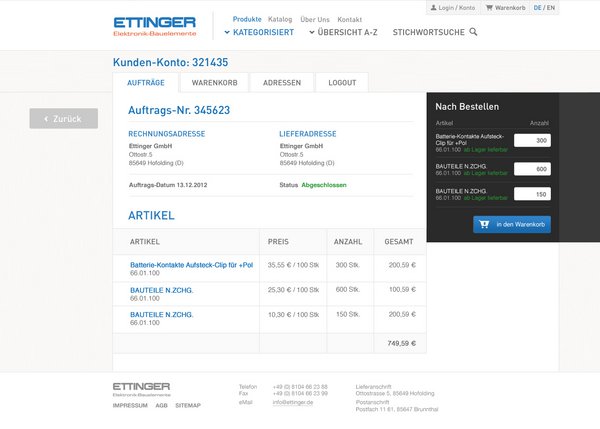 Login / Konto Warenkorb DE / EN
ETTINGER
Elektronik-Bauelemente
Produkte Katalog Über Uns Kontakt
KATEGORISIERT ÜBERSICHT A-Z STICHWORTSUCHE
Kunden-Konto: 321435
AUFTRÄGE WARENKORB ADRESSEN LOGOUT
Zurück
Auftrags-Nr. 345623
RECHNUNGSADRESSE LIEFERADRESSE
Ettinger GmbH Ettinger GmbH
Ottostr.5 Ottostr.5
85649 Hofolding (D) 85649 Hofolding (D)
Auftrags-Datum 13.12.2012 Status Abgeschlossen
ARTIKEL
ARTIKEL PREIS ANZAHL GESAMT
Batterie-Kontakte Aufsteck-Clip für +Pol 35,55 € / 100 Stk 300 Stk. 200,59 €
66.01.100
BAUTEILE N.ZCHG. 25,30 € / 100 Stk 600 Stk. 100,59 €
66.01.100
BAUTEILE N.ZCHG. 10,30 € / 100 Stk 150 Stk. 200,59 €
66.01.100
749,59 €
Nach Bestellen
Artikel Anzahl
Batterie-Kontakte Aufsteck-
Clip für +Pol 300
66.01.100 ab Lager lieferbar
BAUTEILE N.ZCHG. 600
66.01.100 ab Lager lieferbar
BAUTEILE N.ZCHG. 150
66.01.100 ab Lager lieferbar
in den Warenkorb
ETTINGER
Elektronik-Bauelemente
IMPRESSUM AGB SITEMAP
Telefon +49 (0) 8104 66 23 88
Fax +49 (0) 8104 66 23 99
eMail info@ettinger.de
Lieferanschrift
Ottostrasse 5, 85649 Hofolding
Postanschrift
Postfach 11 61, 85647 Brunnthal